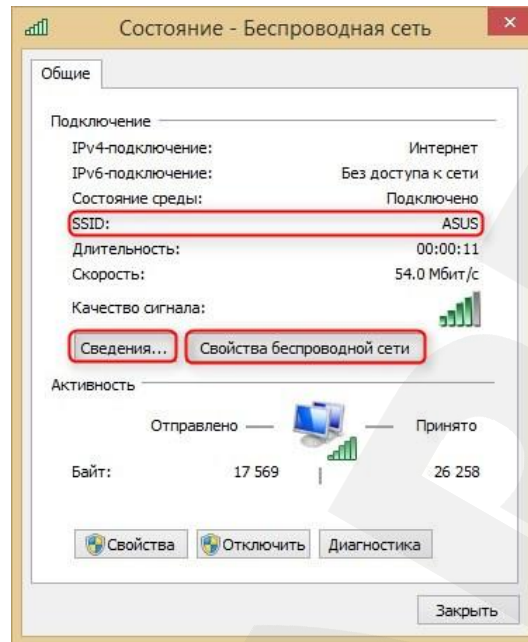 Состояние - Беспроводная сеть
Общие
Подключение
IPv4-подключение: Интернет
IPv6-подключение: Без доступа к сети
Состояние среды: Подключено
SSID: ASUS
Длительность: 00:00:11
Скорость: 54.0 Мбит/с
Качество сигнала:
Сведения... Свойства беспроводной сети
Активность
Отправлено Принято
Байт: 17 569 26 258
Свойства Отключить Диагностика
Закрыть